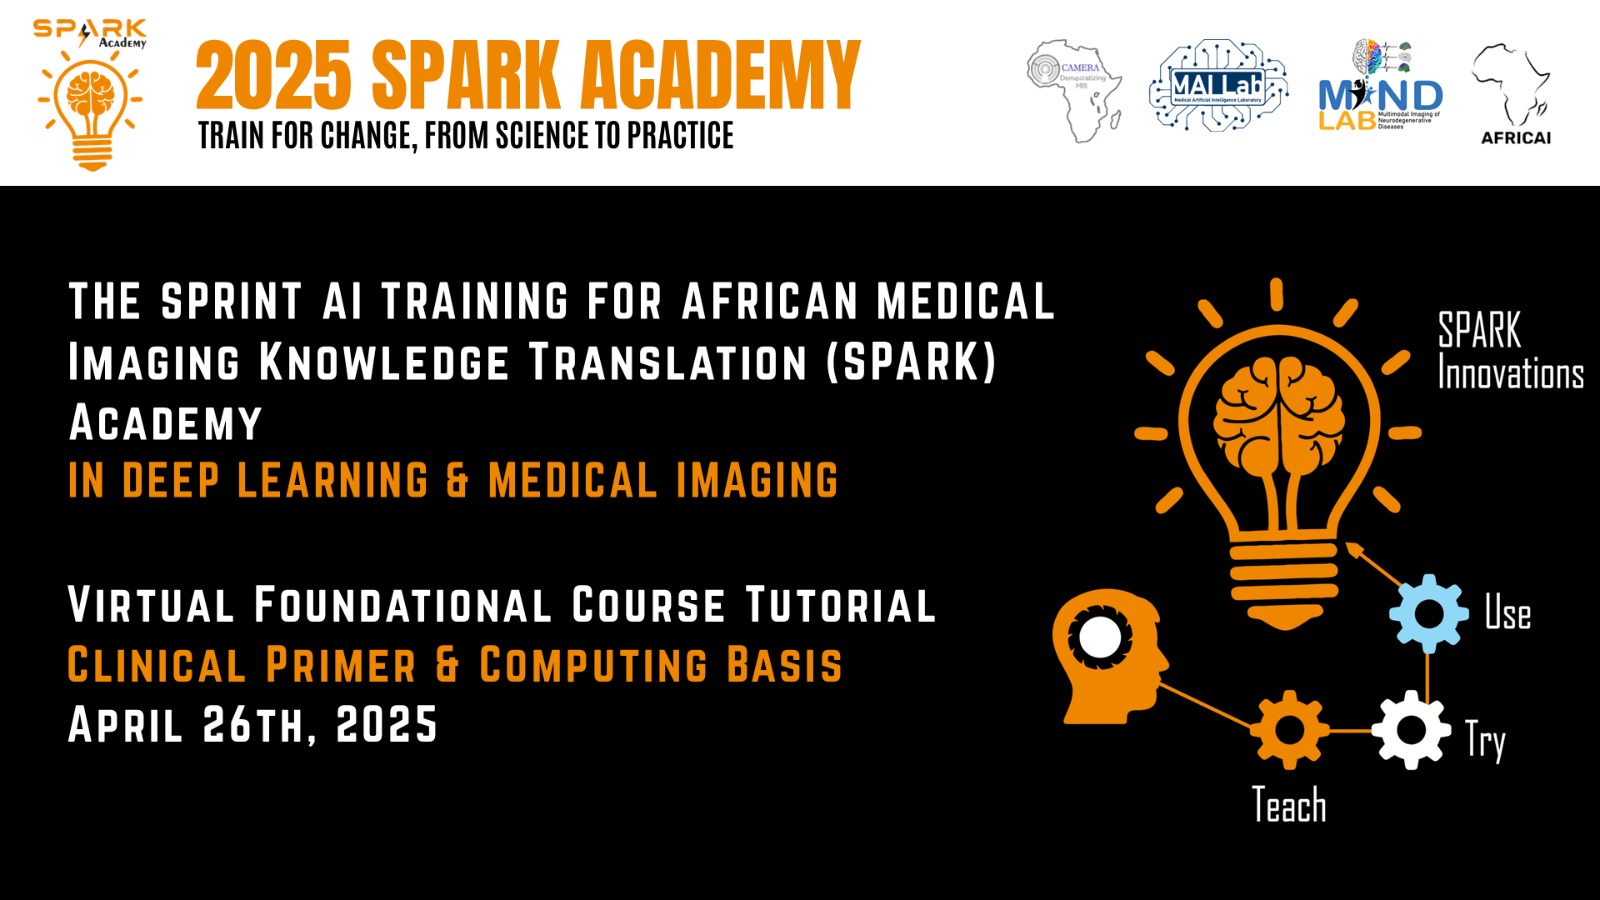 SPARK
Academy
2025 SPARK ACADEMY
TRAIN FOR CHANGE, FROM SCIENCE TO PRACTICE
CAMERA
Democratizing
MRI
MAI Lab
Medical Artificial Intelligence Laboratory
MIND
LAB
Multimodal Imaging of
Neurodegenerative
Diseases
AFRICAI
THE SPRINT AI TRAINING FOR AFRICAN MEDICAL
IMAGING KNOWLEDGE TRANSLATION (SPARK)
ACADEMY
IN DEEP LEARNING & MEDICAL IMAGING
VIRTUAL FOUNDATIONAL COURSE TUTORIAL
CLINICAL PRIMER & COMPUTING BASIS
APRIL 26TH, 2025
SPARK
Innovations
Use
Try
Teach